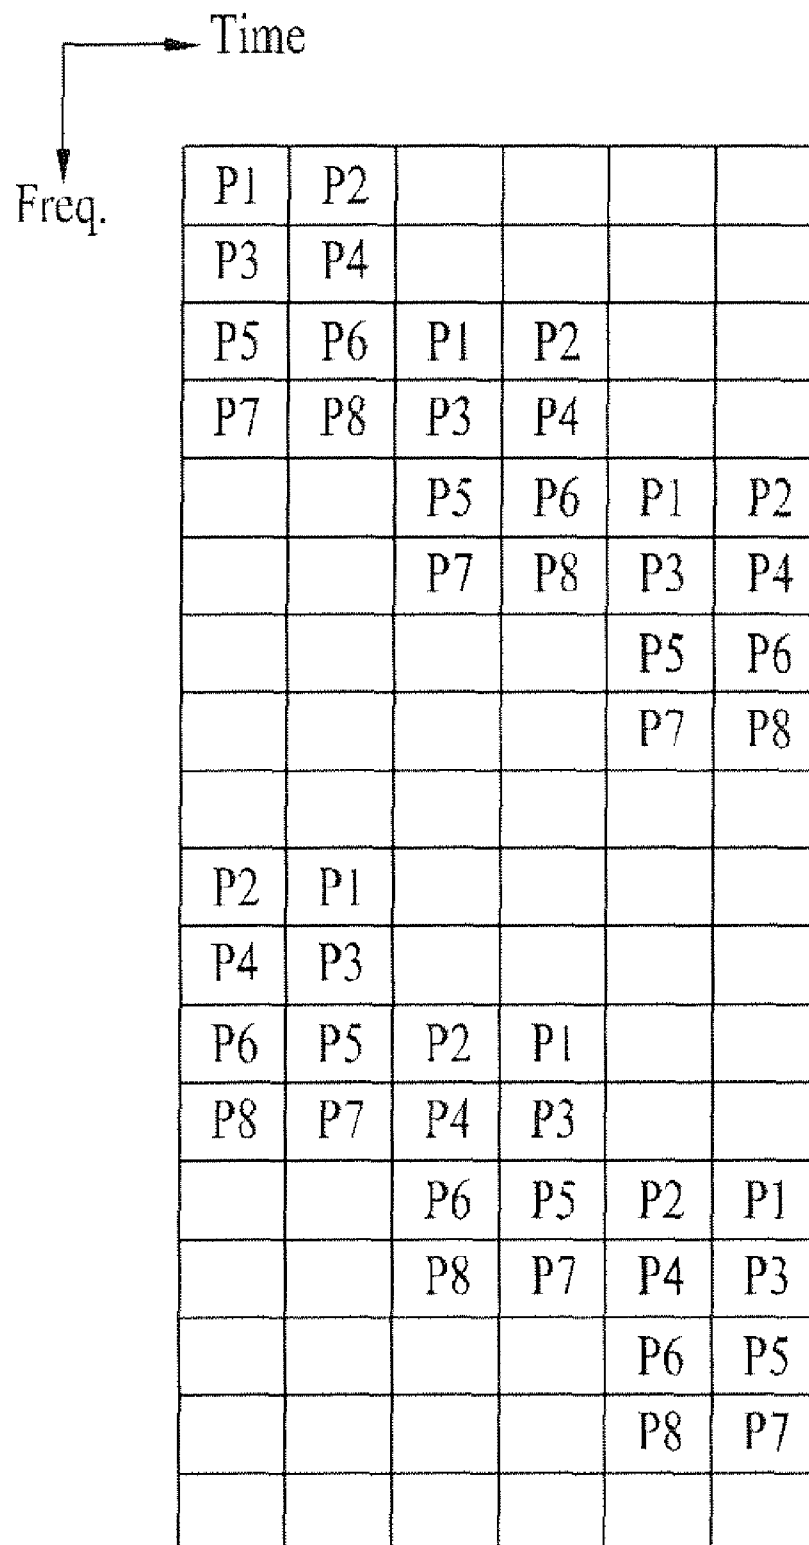 Time
Freq.
P1 P2
P3 P4
P5 P6 P1 P2
P7 P8 P3 P4
P5 P6 P1 P2
P7 P8 P3 P4
P5 P6
P7 P8
P2 P1
P4 P3
P6 P5 P2 P1
P8 P7 P4 P3
P6 P5 P2 P1
P8 P7 P4 P3
P6 P5
P8 P7